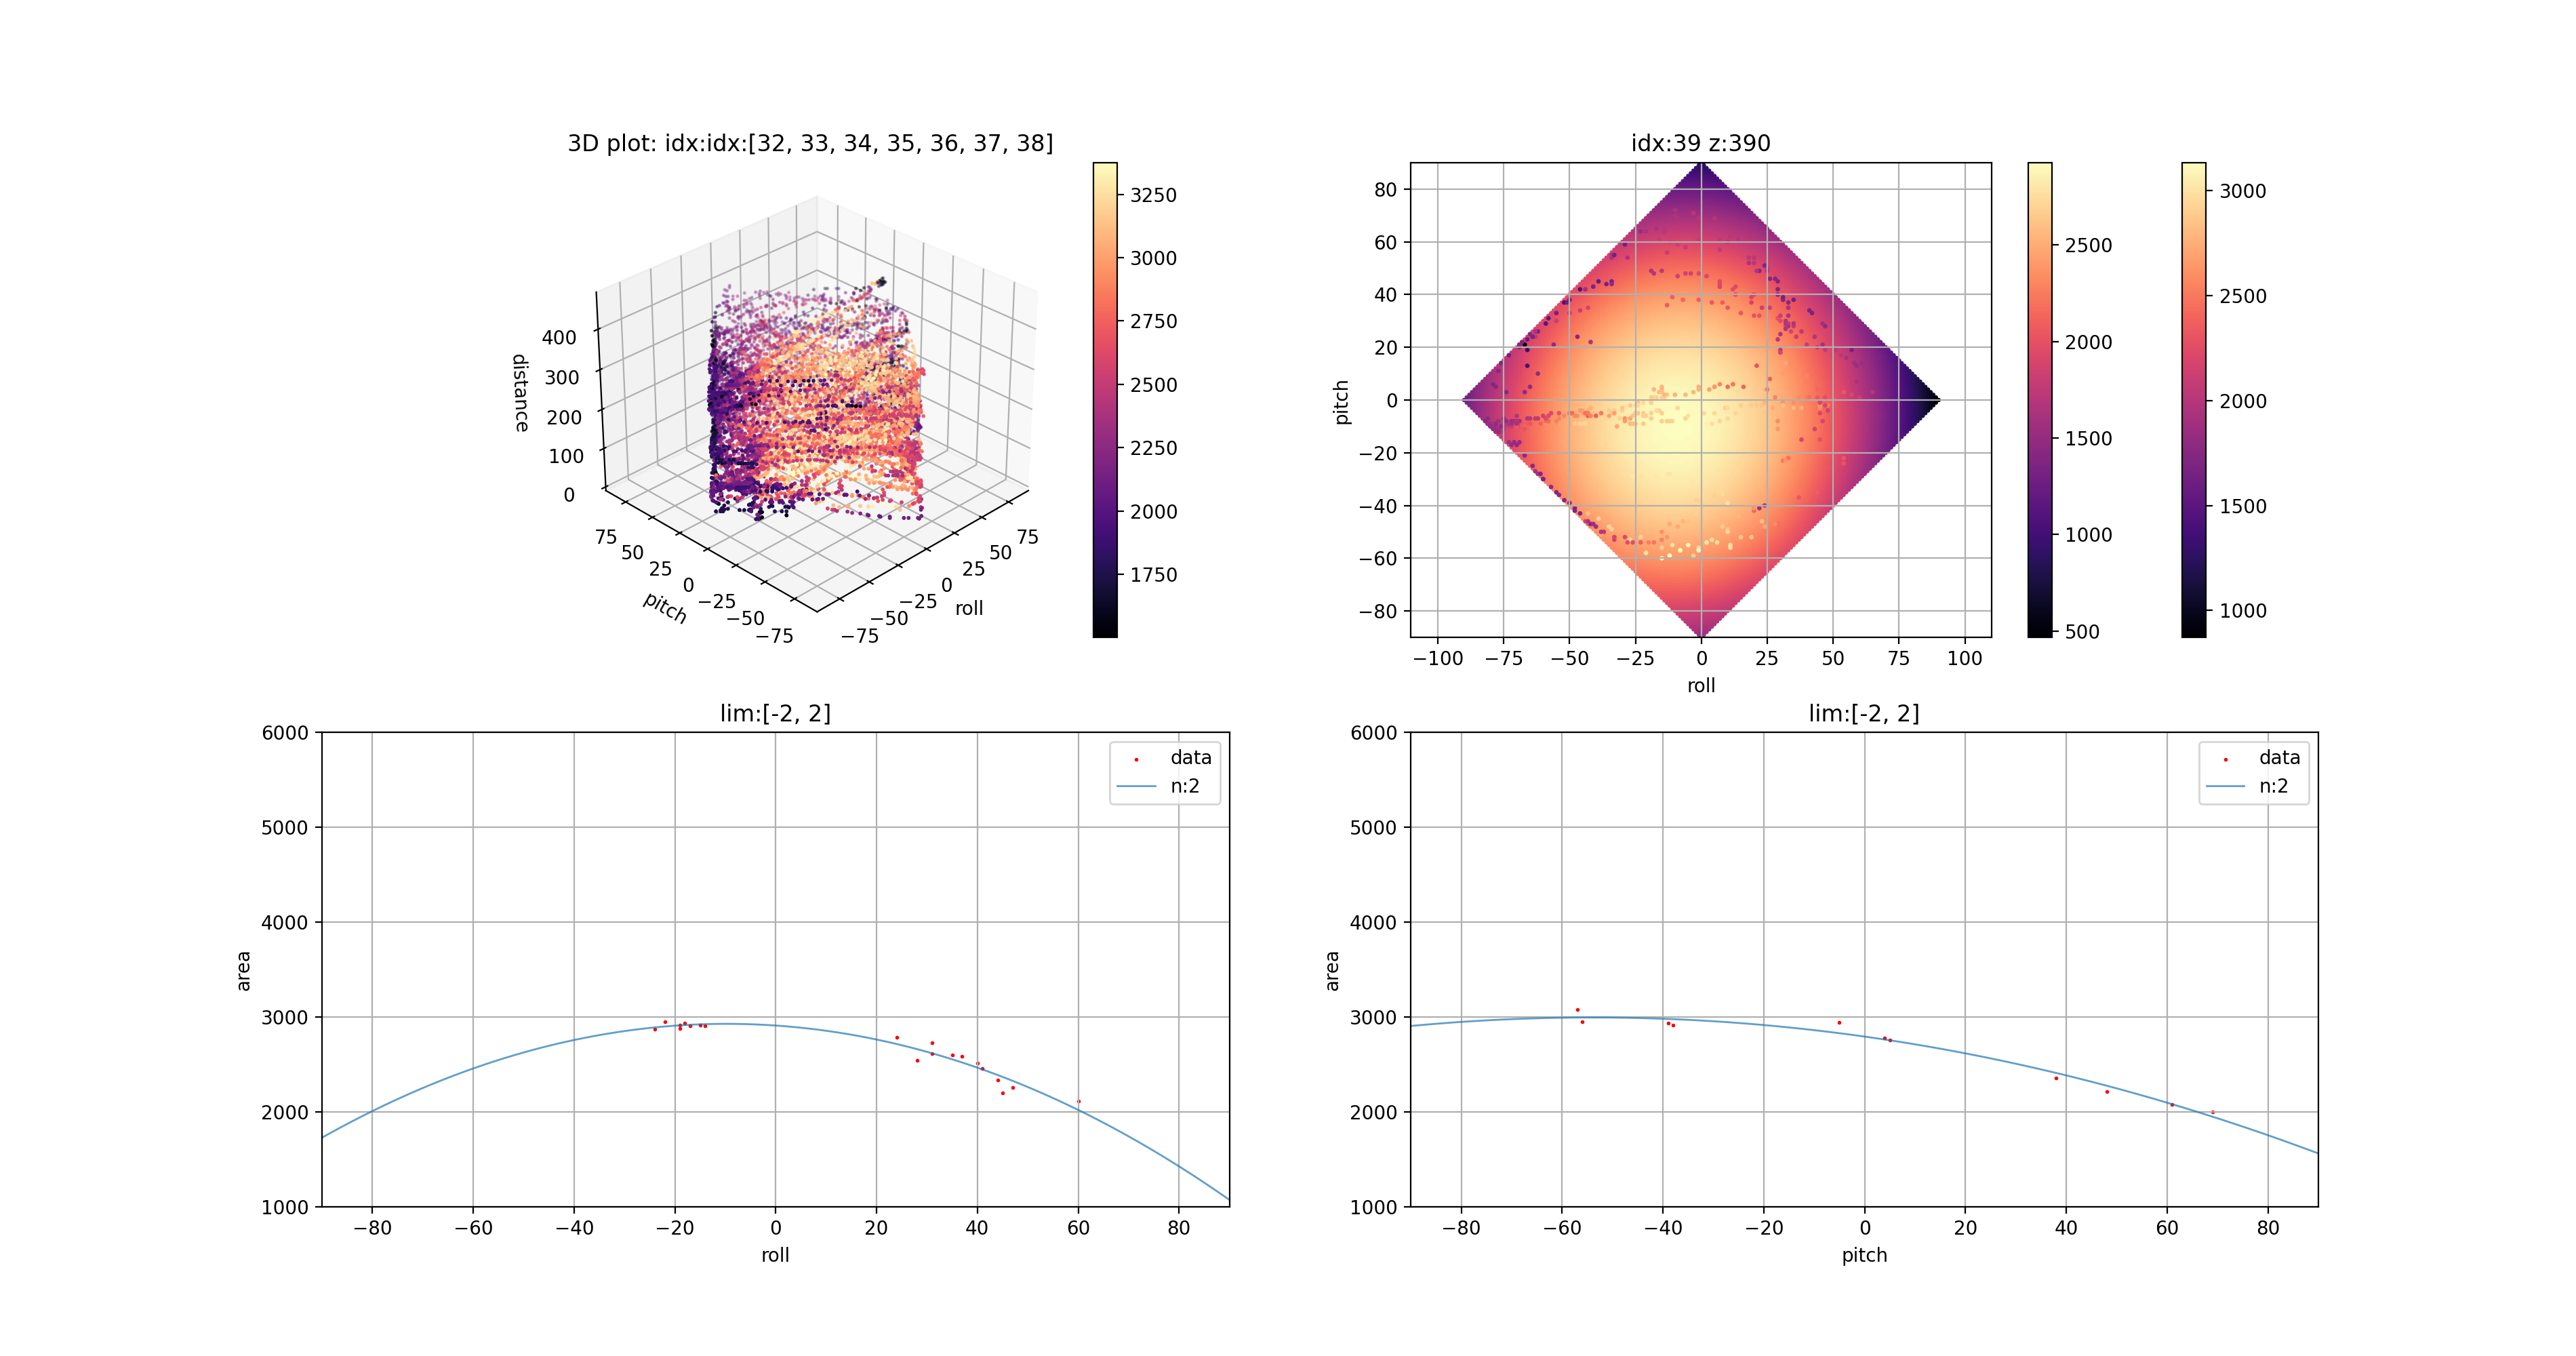 3D plot: idx:idx:[32, 33, 34, 35, 36, 37, 38]
400
300
200
100
0
distance
75
50
25
0
−25
−50
−75
pitch
−75
−50
−25
0
25
50
75
roll
3250
3000
2750
2500
2250
2000
1750
idx:39 z:390
80
60
40
20
0
−20
−40
−60
−80
pitch
−100 −75 −50 −25 0 25 50 75 100
roll
2500
2000
1500
1000
500
3000
2500
2000
1500
1000
lim:[-2, 2]
6000
5000
4000
3000
2000
1000
area
data
n:2
−80 −60 −40 −20 0 20 40 60 80
roll
lim:[-2, 2]
6000
5000
4000
3000
2000
1000
area
data
n:2
−80 −60 −40 −20 0 20 40 60 80
pitch